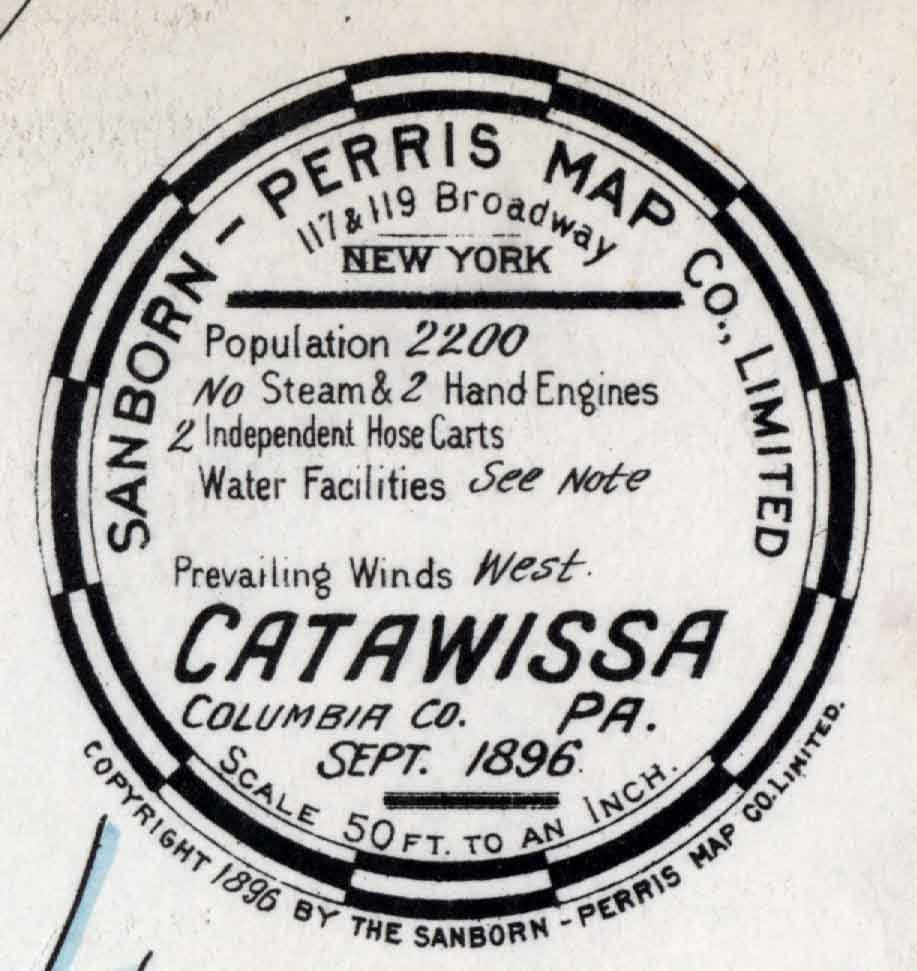 SANBORN - PERRIS MAP CO., LIMITED
117 & 119 Broadway
NEW YORK
Population 2200
No Steam & 2 Hand Engines
2 Independent Hose Carts
Water Facilities See Note
Prevailing Winds West.
CATAWISSA
COLUMBIA CO. PA.
SEPT. 1896
SCALE 50 FT. TO AN INCH.
COPYRIGHT 1896 BY THE SANBORN - PERRIS MAP CO. LIMITED.